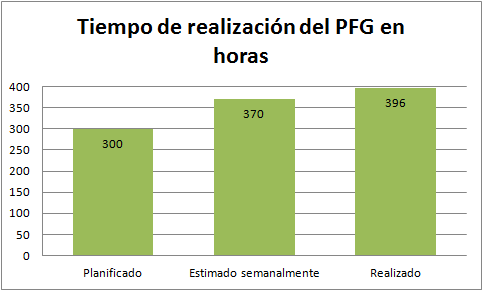 Tiempo de realización del PFG en
horas
400
350
300
250
200
150
100
50
0
300
370
396
Planificado
Estimado semanalmente
Realizado